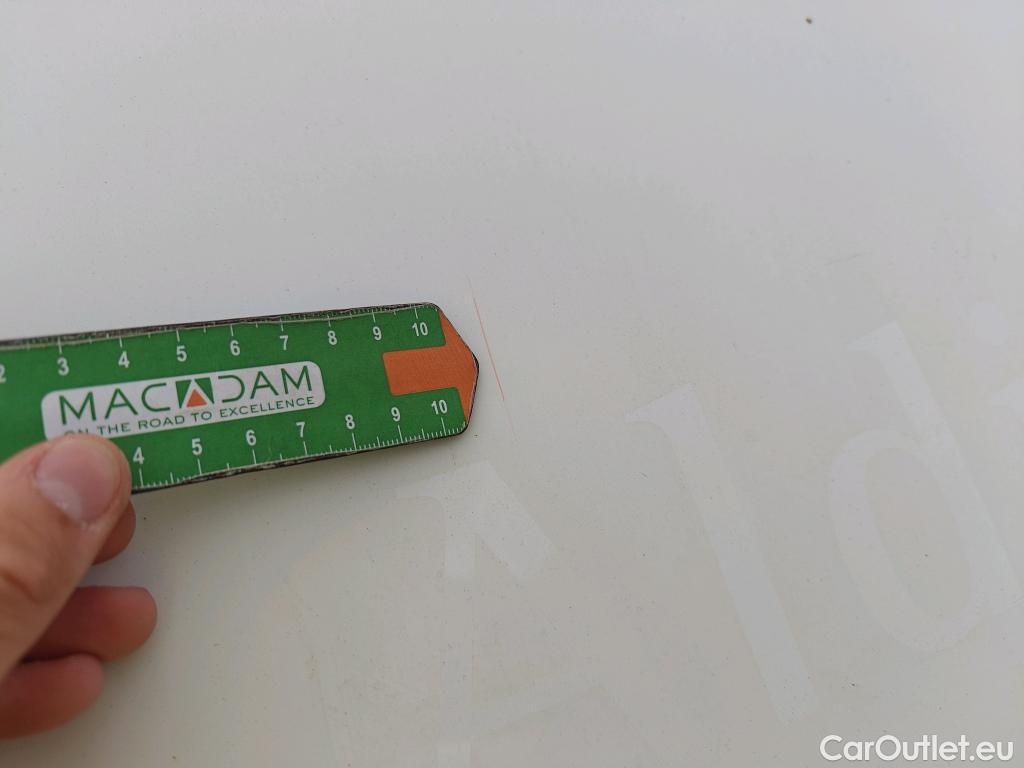 2 3 4 5 6 7 8 9 10
MACADAM
ON THE ROAD TO EXCELLENCE
4 5 6 7 8 9 10
ld
CarOutlet.eu